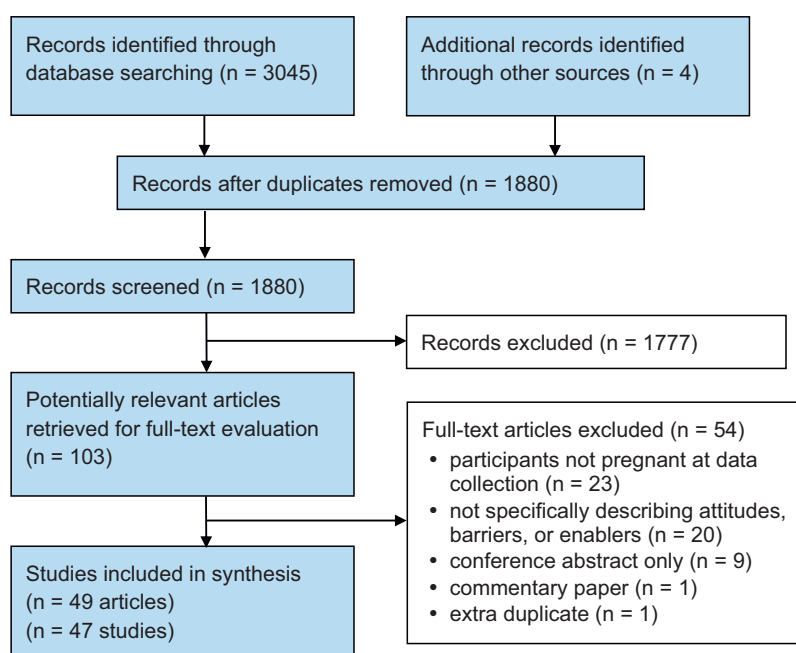 Records identified through
database searching (n = 3045)
Additional records identified
through other sources (n = 4)
Records after duplicates removed (n = 1880)
Records screened (n = 1880)
Records excluded (n = 1777)
Potentially relevant articles
retrieved for full-text evaluation
(n = 103)
Full-text articles excluded (n = 54)
• participants not pregnant at data
collection (n = 23)
• not specifically describing attitudes,
barriers, or enablers (n = 20)
• conference abstract only (n = 9)
• commentary paper (n = 1)
• extra duplicate (n = 1)
Studies included in synthesis
(n = 49 articles)
(n = 47 studies)